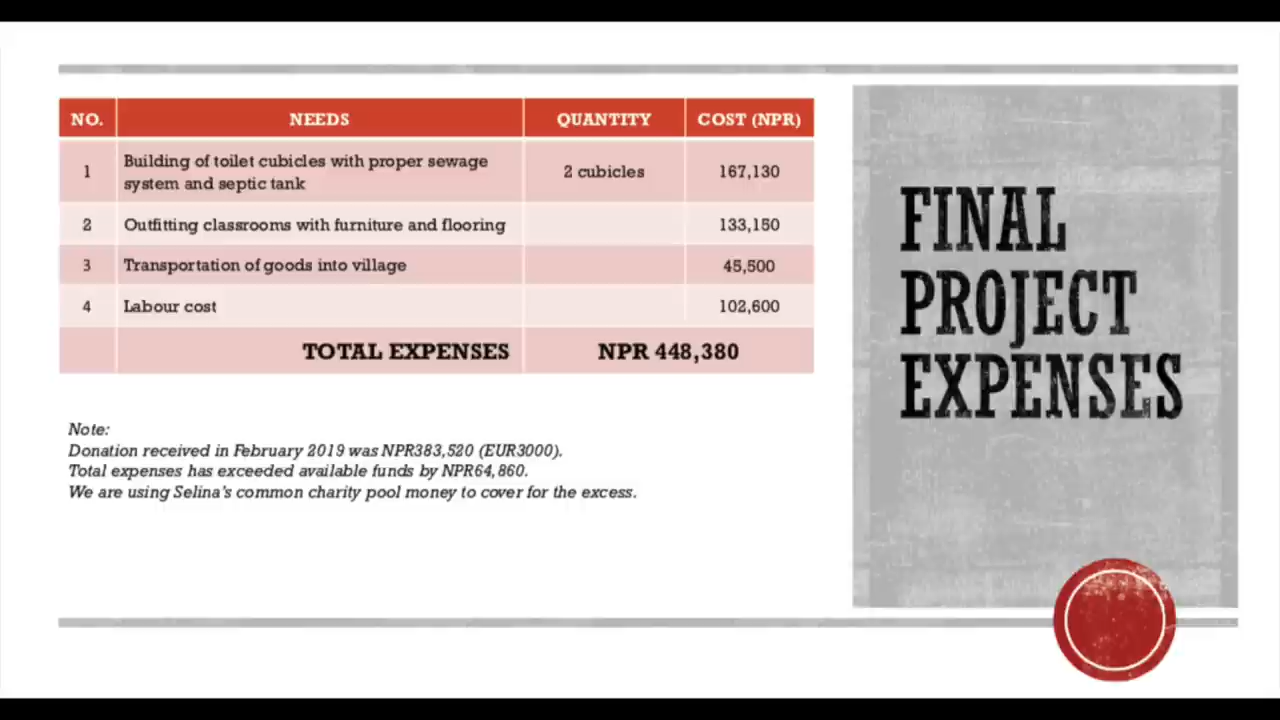 NO. NEEDS QUANTITY COST (NPR)
1 Building of toilet cubicles with proper sewage
system and septic tank 2 cubicles 167,130
2 Outfitting classrooms with furniture and flooring 133,150
3 Transportation of goods into village 45,500
4 Labour cost 102,600
TOTAL EXPENSES NPR 448,380
Note:
Donation received in February 2019 was NPR383,520 (EUR3000).
Total expenses has exceeded available funds by NPR64,860.
We are using Selina's common charity pool money to cover for the excess.
FINAL
PROJECT
EXPENSES